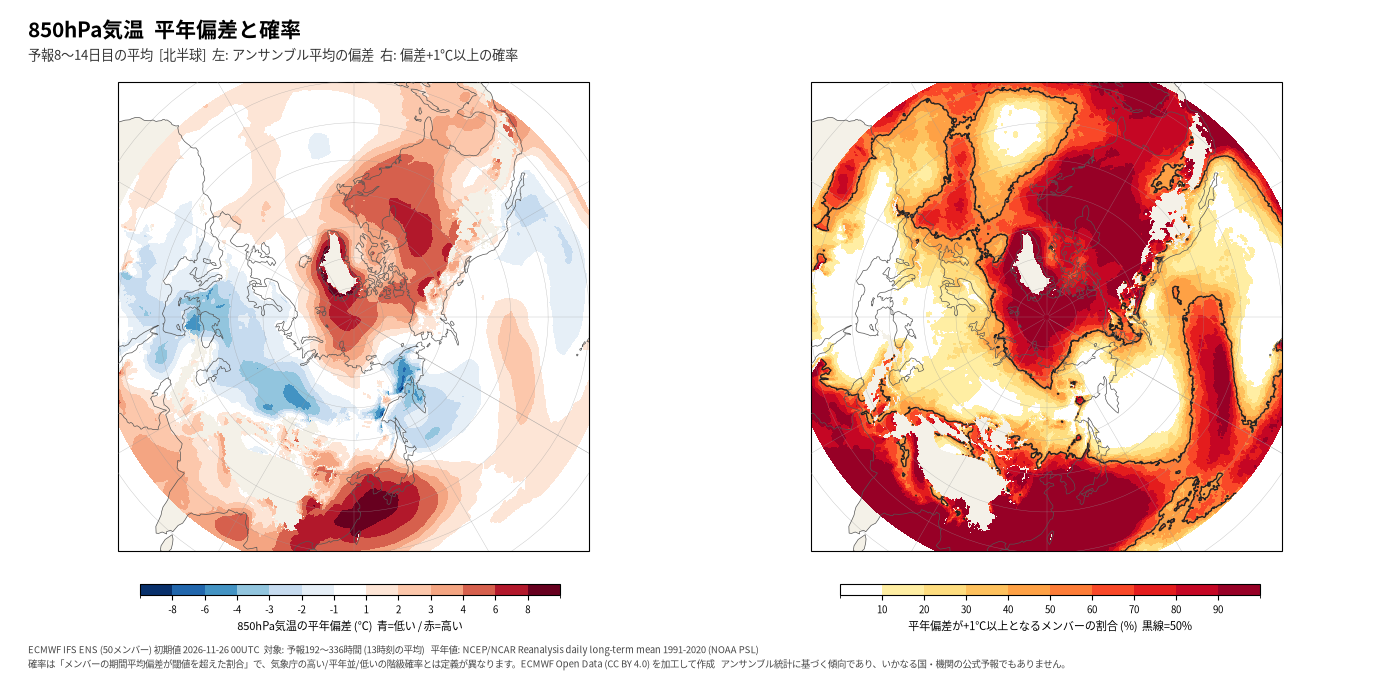 850hPa気温 平年偏差と確率
予報8〜14日目の平均 [北半球] 左: アンサンブル平均の偏差 右: 偏差+1°C以上の確率
-8 -6 -4 -3 -2 -1 1 2 3 4 6 8
850hPa気温の平年偏差 (°C) 青=低い / 赤=高い
10 20 30 40 50 60 70 80 90
平年偏差が+1°C以上となるメンバーの割合 (%) 黒線=50%
ECMWF IFS ENS (50メンバー) 初期値 2026-11-26 00UTC 対象: 予報192〜336時間 (13時刻の平均) 平年値: NCEP/NCAR Reanalysis daily long-term mean 1991-2020 (NOAA PSL)
確率は「メンバーの期間平均偏差が閾値を超えた割合」で、気象庁の高い/平年並/低いの階級確率とは定義が異なります。ECMWF Open Data (CC BY 4.0) を加工して作成 アンサンブル統計に基づく傾向であり、いかなる国・機関の公式予報でもありません。